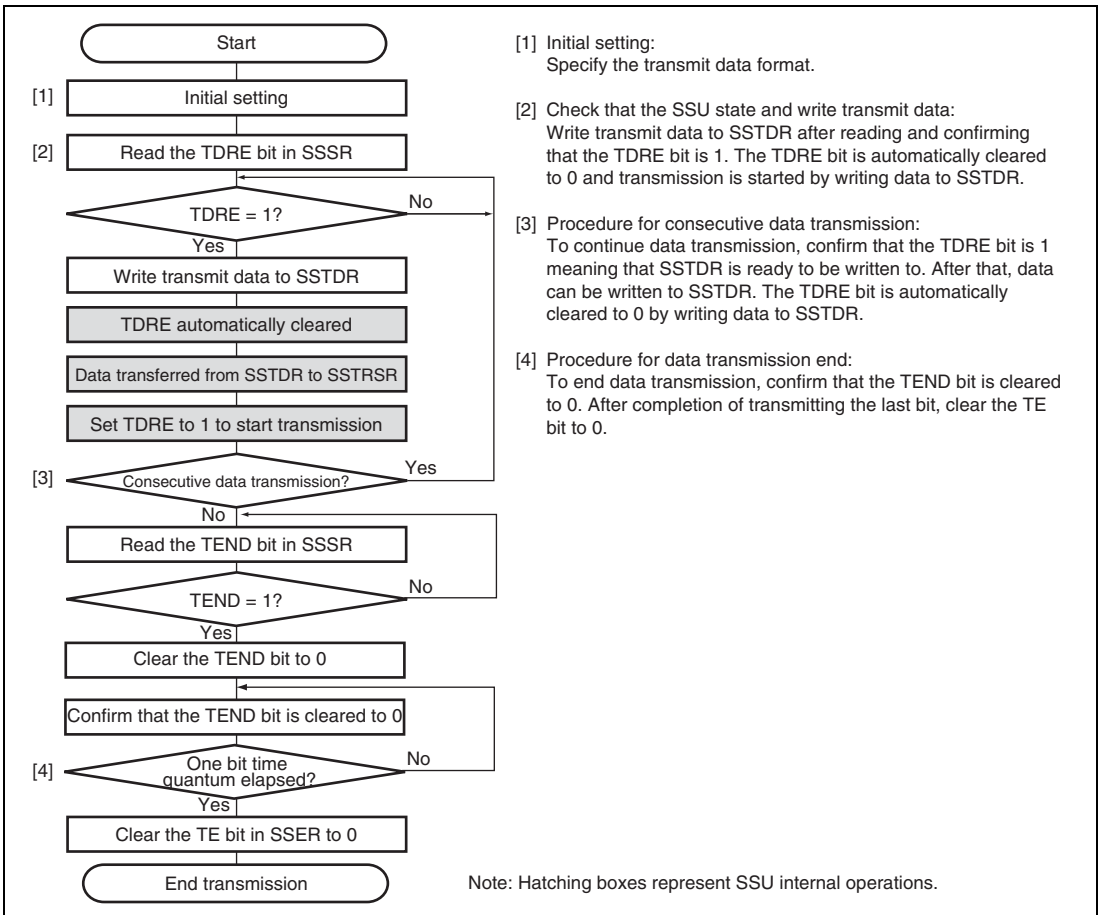 Start
[1] Initial setting
[2] Read the TDRE bit in SSSR
TDRE = 1?
No
Yes
Write transmit data to SSTDR
TDRE automatically cleared
Data transferred from SSTDR to SSTRSR
Set TDRE to 1 to start transmission
[3] Consecutive data transmission?
Yes
No
Read the TEND bit in SSSR
TEND = 1?
No
Yes
Clear the TEND bit to 0
Confirm that the TEND bit is cleared to 0
[4] One bit time
quantum elapsed?
No
Yes
Clear the TE bit in SSER to 0
End transmission
[1] Initial setting:
Specify the transmit data format.
[2] Check that the SSU state and write transmit data:
Write transmit data to SSTDR after reading and confirming
that the TDRE bit is 1. The TDRE bit is automatically cleared
to 0 and transmission is started by writing data to SSTDR.
[3] Procedure for consecutive data transmission:
To continue data transmission, confirm that the TDRE bit is 1
meaning that SSTDR is ready to be written to. After that, data
can be written to SSTDR. The TDRE bit is automatically
cleared to 0 by writing data to SSTDR.
[4] Procedure for data transmission end:
To end data transmission, confirm that the TEND bit is cleared
to 0. After completion of transmitting the last bit, clear the TE
bit to 0.
Note: Hatching boxes represent SSU internal operations.